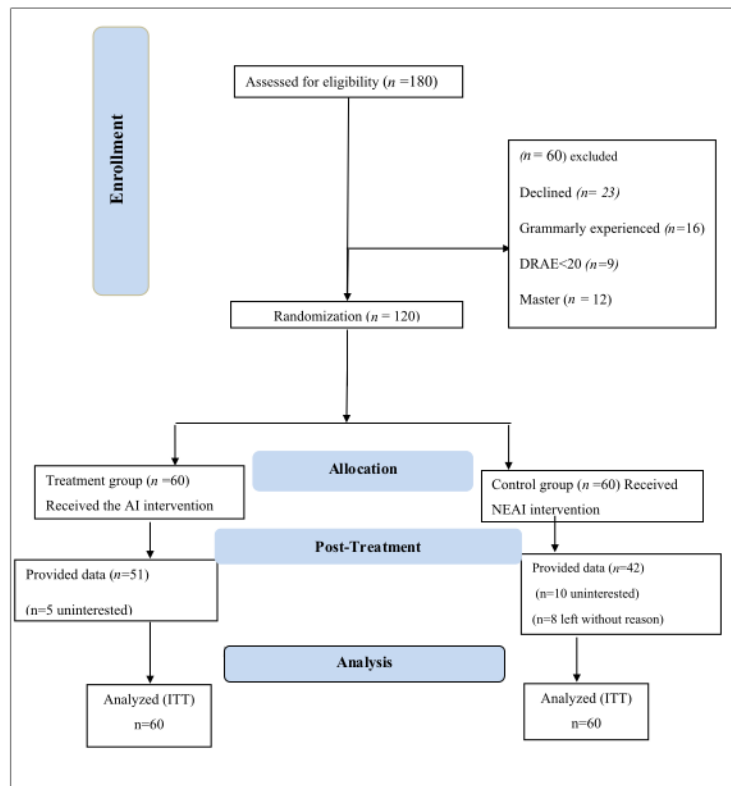 Enrollment
Assessed for eligibility (n =180)
(n = 60) excluded
Declined (n= 23)
Grammarly experienced (n=16)
DRAE<20 (n=9)
Master (n = 12)
Randomization (n = 120)
Allocation
Treatment group (n =60)
Received the AI intervention
Control group (n =60) Received
NEAI intervention
Post-Treatment
Provided data (n=51)
(n=5 uninterested)
Provided data (n=42)
(n=10 uninterested)
(n=8 left without reason)
Analysis
Analyzed (ITT)
n=60
Analyzed (ITT)
n=60